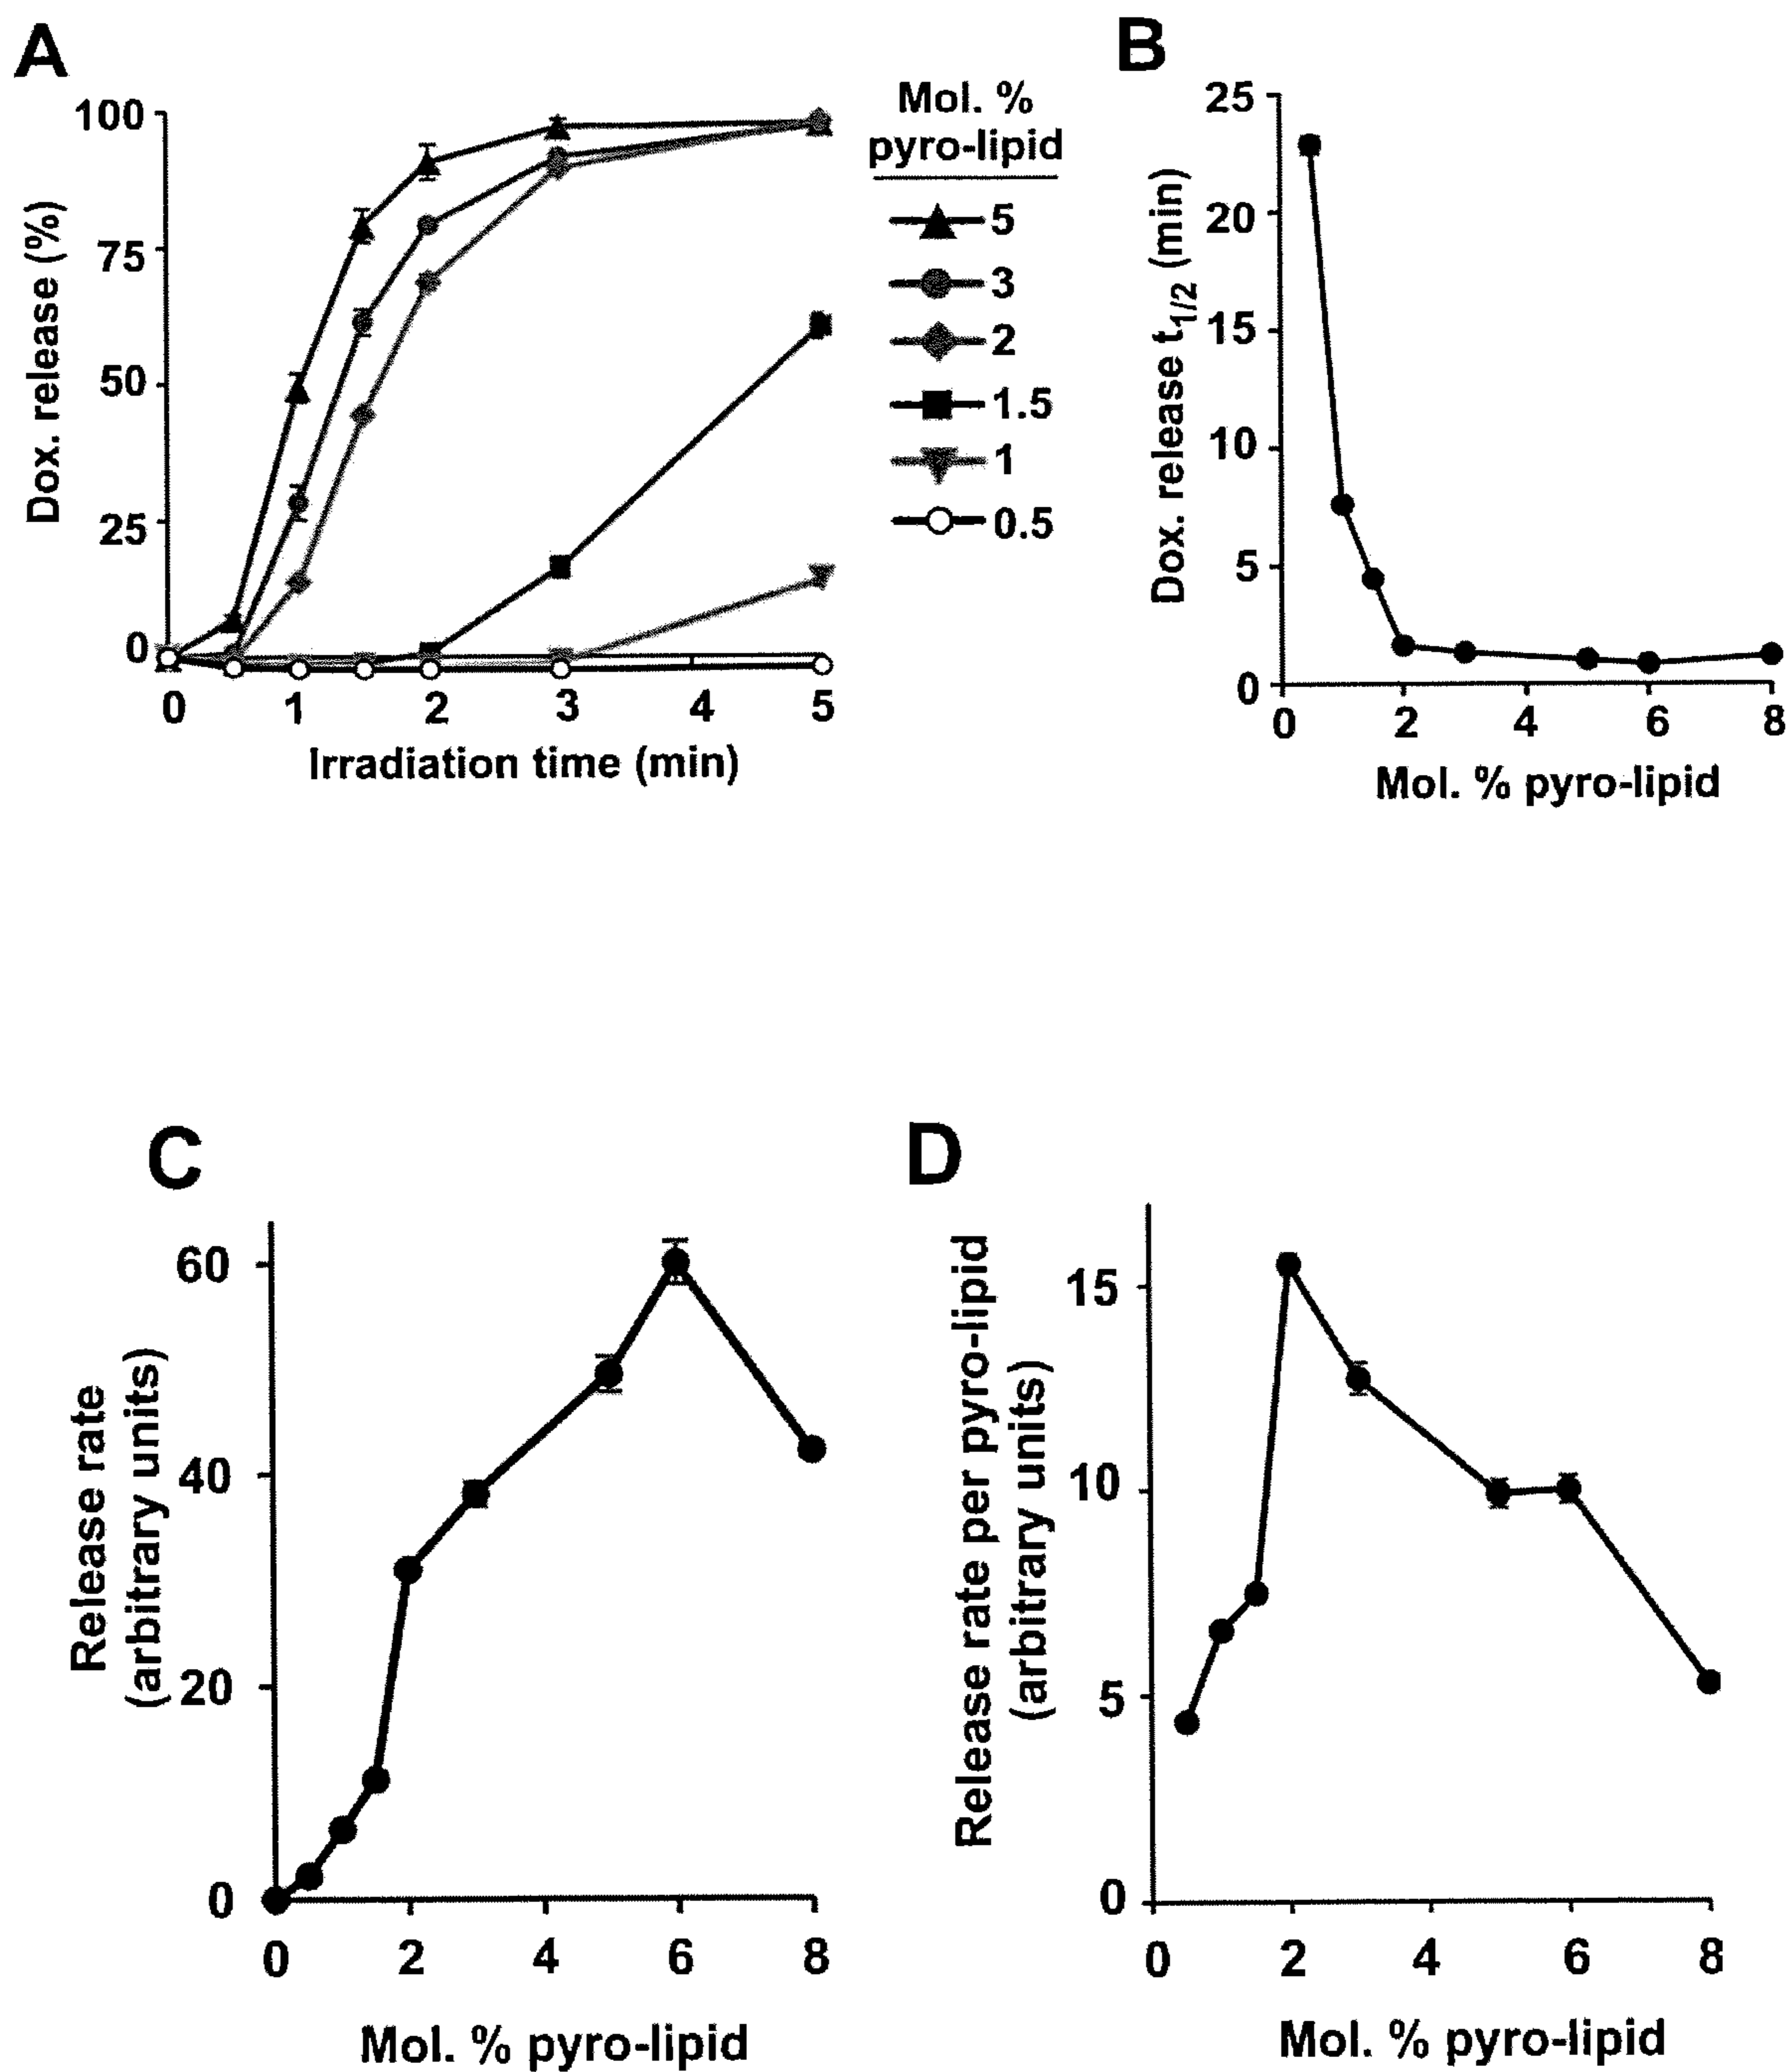 A
Dox. release (%)
100
75
50
25
0
0 1 2 3 4 5
Irradiation time (min)
Mol. %
pyro-lipid
5
3
2
1.5
1
0.5
B
Dox. release t1/2 (min)
25
20
15
10
5
0
0 2 4 6 8
Mol. % pyro-lipid
C
Release rate
(arbitrary units)
60
40
20
0
0 2 4 6 8
Mol. % pyro-lipid
D
Release rate per pyro-lipid
(arbitrary units)
15
10
5
0
0 2 4 6 8
Mol. % pyro-lipid